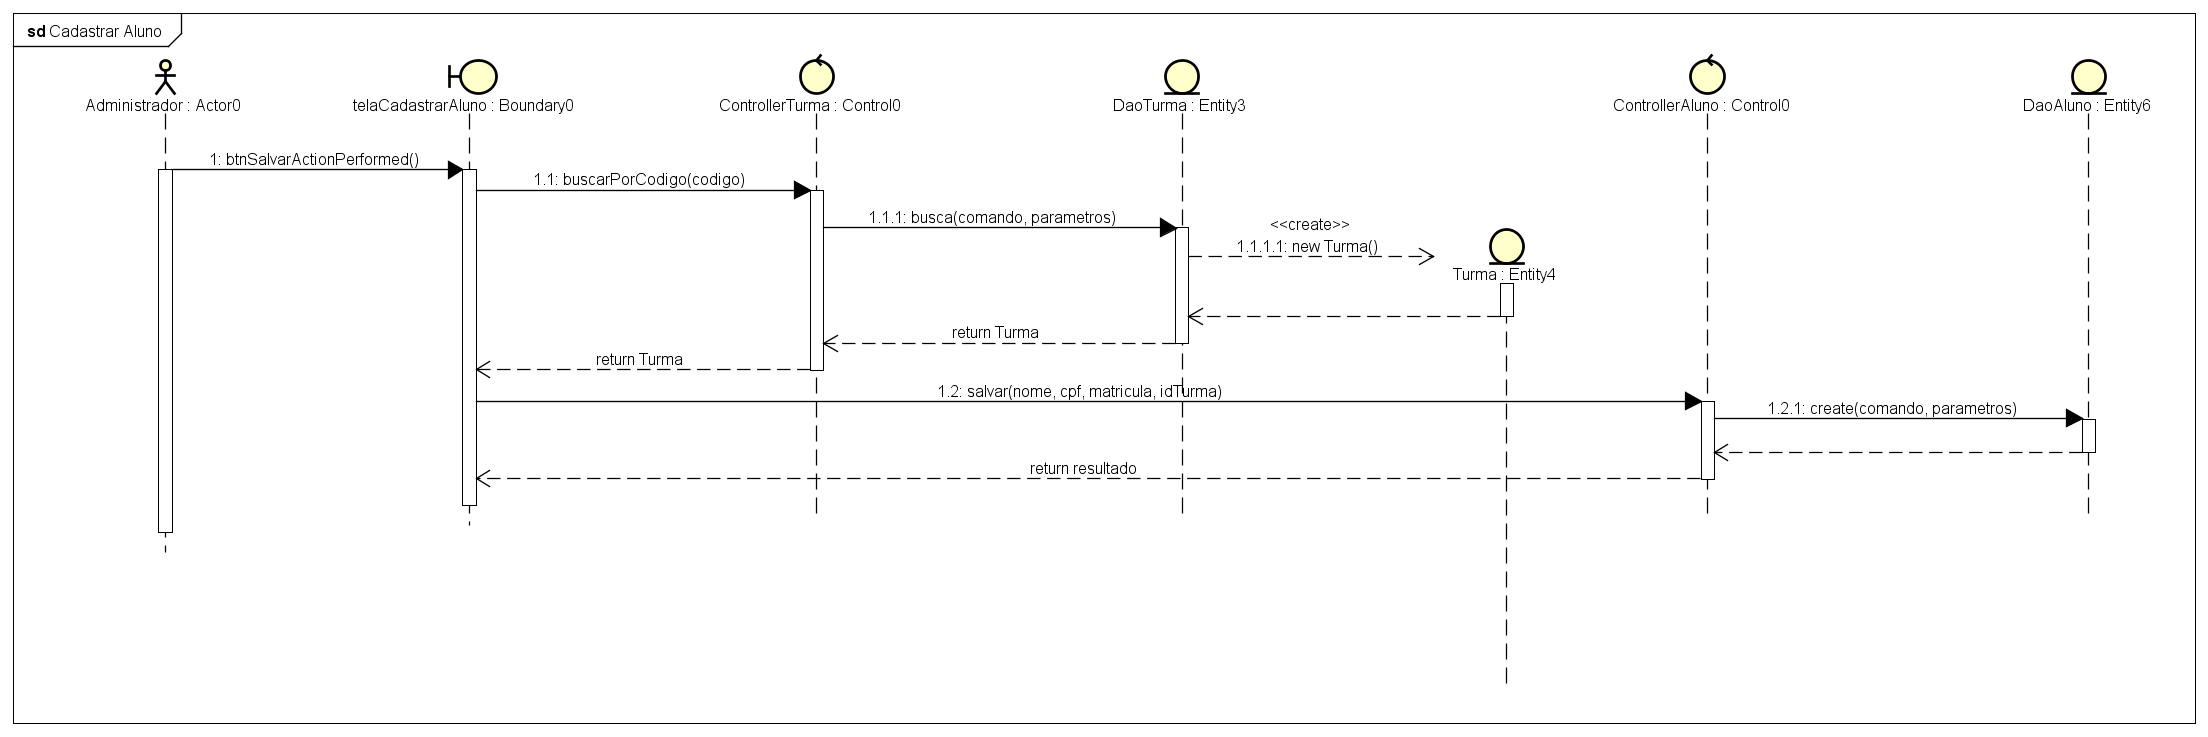 sd Cadastrar Aluno
Administrador : Actor0
telaCadastrarAluno : Boundary0
ControllerTurma : Control0
DaoTurma : Entity3
ControllerAluno : Control0
DaoAluno : Entity6
1: btnSalvarActionPerformed()
1.1: buscarPorCodigo(codigo)
1.1.1: busca(comando, parametros)
<<create>>
1.1.1.1: new Turma()
Turma : Entity4
return Turma
return Turma
1.2: salvar(nome, cpf, matricula, idTurma)
1.2.1: create(comando, parametros)
return resultado